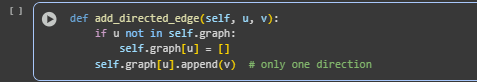 [ ]
def add_directed_edge(self, u, v):
    if u not in self.graph:
        self.graph[u] = []
    self.graph[u].append(v)  # only one direction